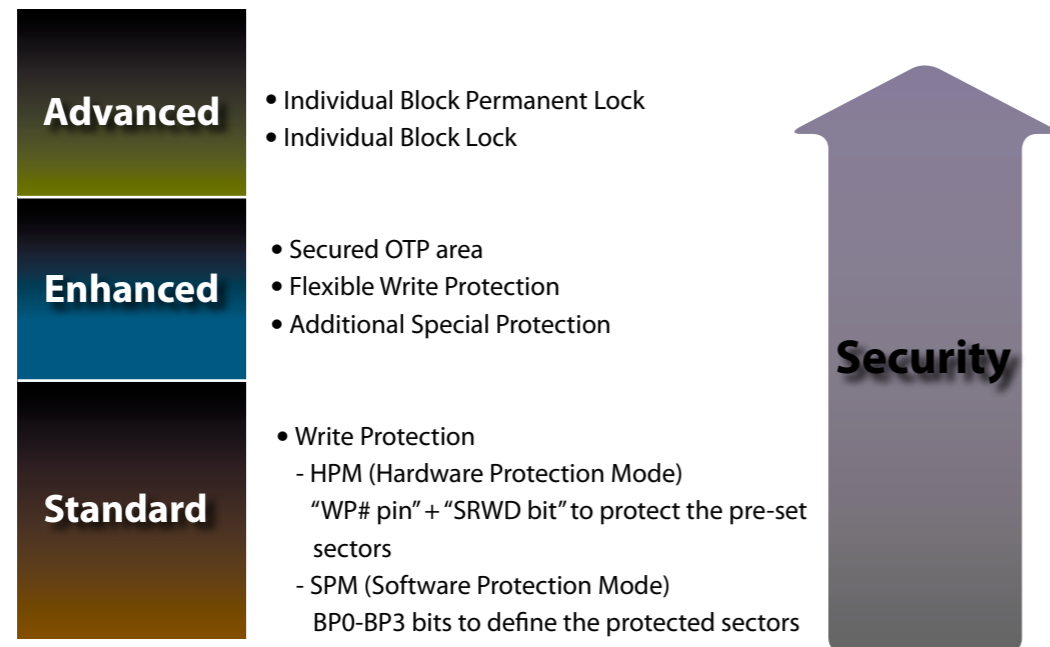 Advanced
• Individual Block Permanent Lock
• Individual Block Lock
Enhanced
• Secured OTP area
• Flexible Write Protection
• Additional Special Protection
Security
Standard
• Write Protection
- HPM (Hardware Protection Mode)
“WP# pin” + “SRWD bit” to protect the pre-set
sectors
- SPM (Software Protection Mode)
BP0-BP3 bits to define the protected sectors